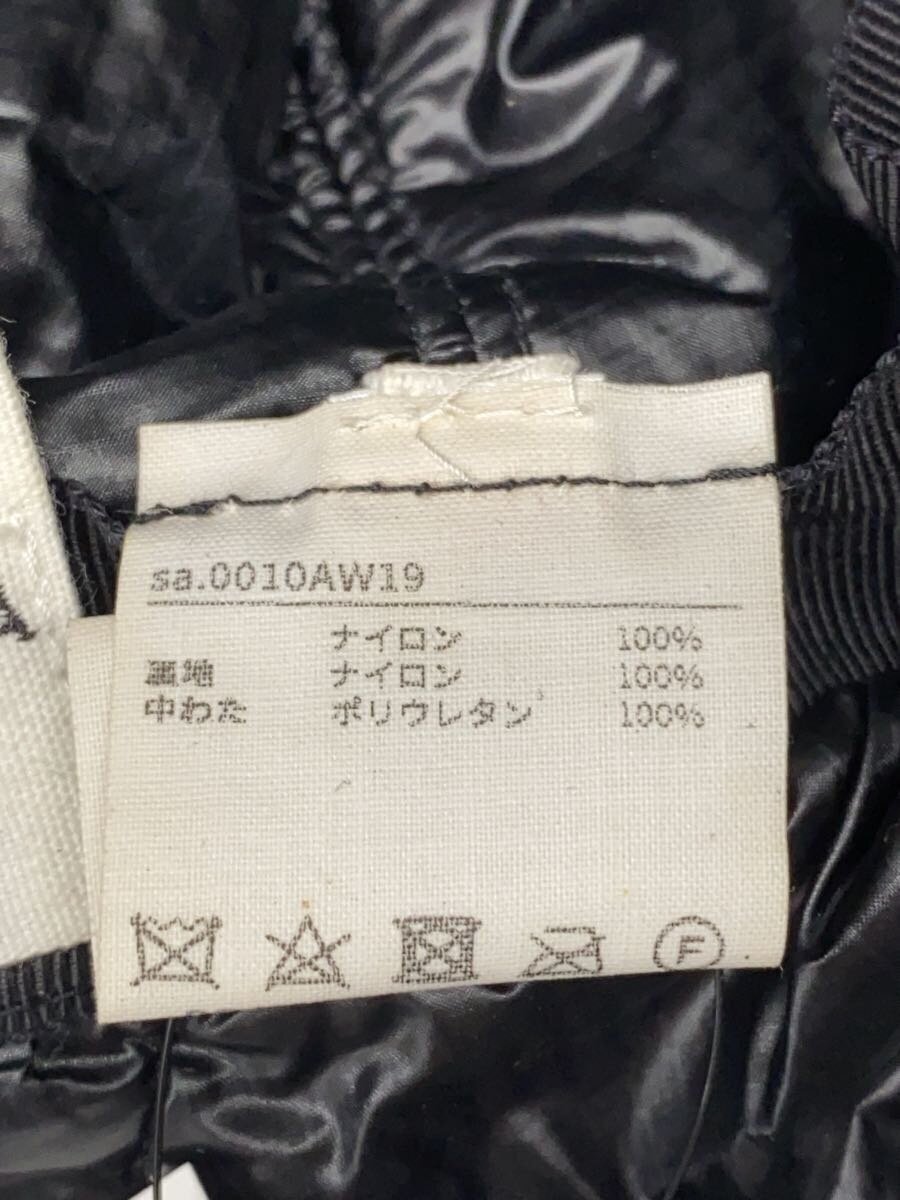 sa.0010AW19
ナイロン 100%
裏地 ナイロン 100%
中わた ポリウレタン 100%
F